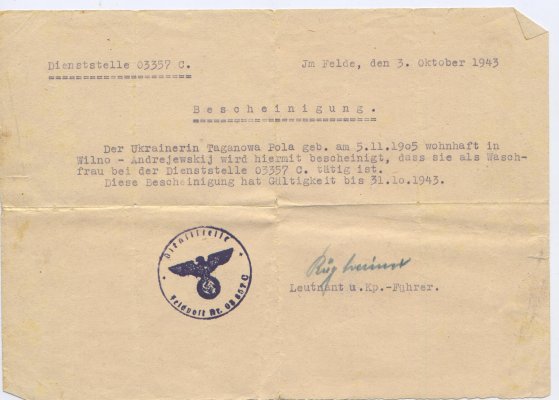 Dienststelle 03357 C.
Jm Felde, den 3. Oktober 1943
Bescheinigung.
Der Ukrainerin Taganowa Pola geb. am 5.11.1905 wohnhaft in
Wilno - Andrejewskij wird hiermit bescheinigt, dass sie als Wasch-
frau bei der Dienststelle 03357 C. tätig ist.
Diese Bescheinigung hat Gültigkeit bis 31.10.1943.
Dienststelle
Feldpost Nr. 03357 C
Leutnant u.Kp.-Führer.